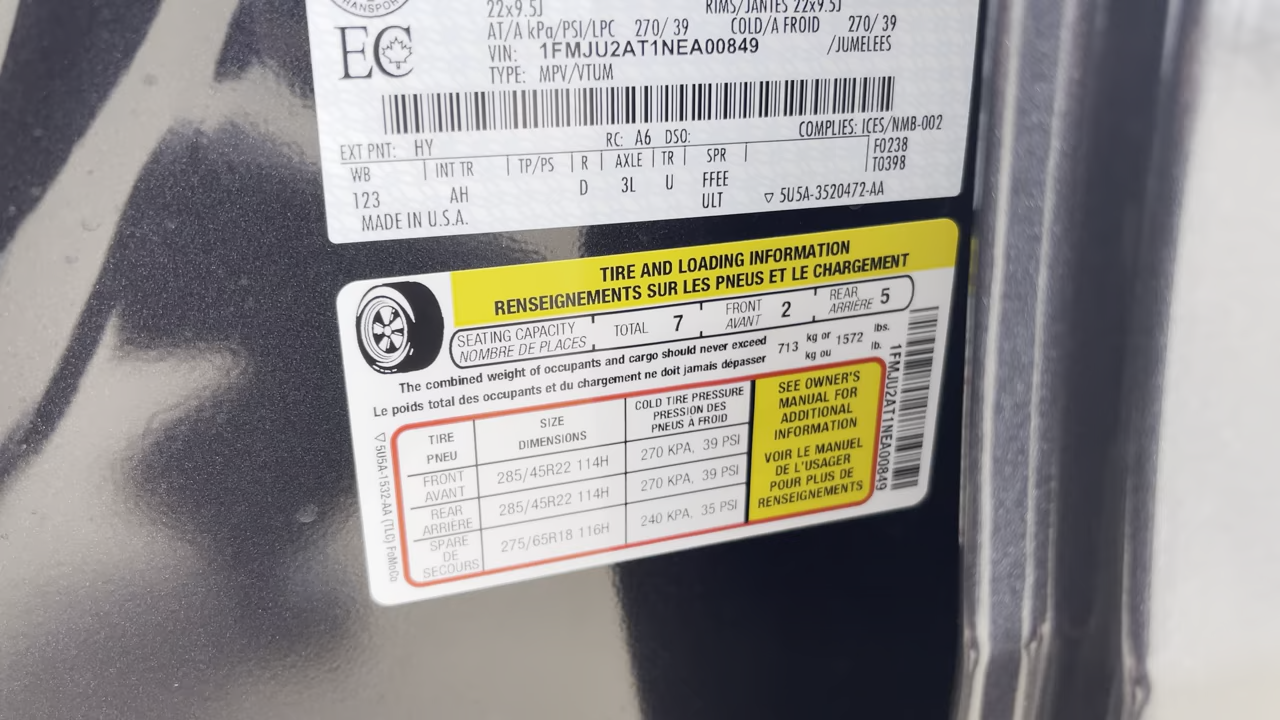 TRANSPORT
22x9.5J RIMS/JANTES 22x9.5J
AT/A kPa/PSI/LPC 270/ 39 COLD/A FROID 270/ 39
EC VIN: 1FMJU2AT1NEA00849 /JUMELEES
TYPE: MPV/VTUM
EXT PNT: HY RC: A6 DSO: COMPLIES: ICES/NMB-002
WB INT TR TP/PS R AXLE TR SPR F0238
T0398
123 AH D 3L U FFEE
ULT ▽ 5U5A-3520472-AA
MADE IN U.S.A.
TIRE AND LOADING INFORMATION
RENSEIGNEMENTS SUR LES PNEUS ET LE CHARGEMENT
SEATING CAPACITY TOTAL 7 FRONT 2 REAR 5
NOMBRE DE PLACES AVANT ARRIÈRE
The combined weight of occupants and cargo should never exceed 713 kg or 1572 lbs.
Le poids total des occupants et du chargement ne doit jamais dépasser kg ou lb.
TIRE SIZE COLD TIRE PRESSURE
PNEU DIMENSIONS PRESSION DES
PNEUS À FROID
FRONT 285/45R22 114H 270 KPA, 39 PSI
AVANT
REAR 285/45R22 114H 270 KPA, 39 PSI
ARRIÈRE
SPARE 275/65R18 116H 240 KPA, 35 PSI
DE
SECOURS
SEE OWNER'S
MANUAL FOR
ADDITIONAL
INFORMATION
VOIR LE MANUEL
DE L'USAGER
POUR PLUS DE
RENSEIGNEMENTS
1FMJU2AT1NEA00849
▽5U5A-1532-AA (TLC) FoMoCo